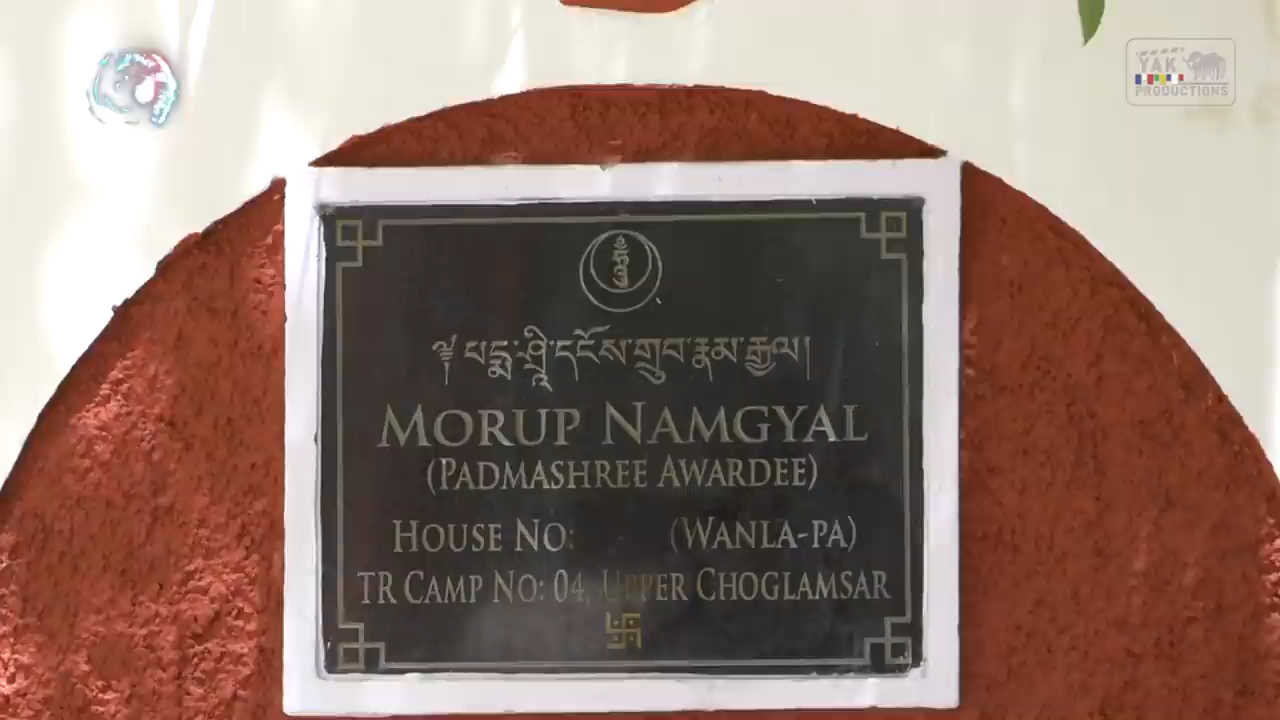 YAK
PRODUCTIONS
༄ པདྨ་ཤྲཱི་དངོས་གྲུབ་རྣམ་རྒྱལ།
MORUP NAMGYAL
(PADMASHREE AWARDEE)
HOUSE NO: (WANLA-PA)
TR CAMP NO: 04, UPPER CHOGLAMSAR